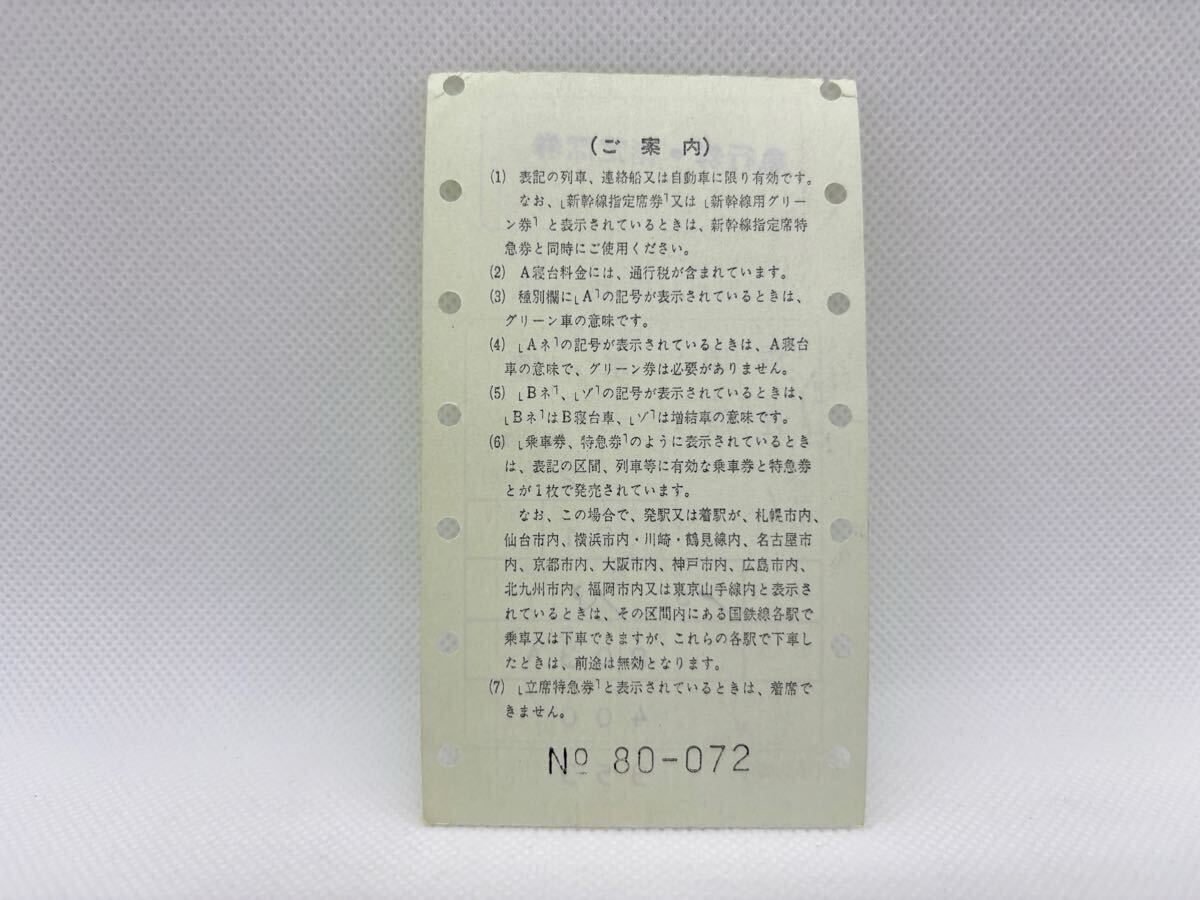 (ご案内)
(1) 表記の列車、連絡船又は自動車に限り有効です。
なお、｢新幹線指定席券｣又は｢新幹線用グリー
ン券｣と表示されているときは、新幹線指定席特
急券と同時にご使用ください。
(2) A寝台料金には、通行税が含まれています。
(3) 種別欄に｢A｣の記号が表示されているときは、
グリーン車の意味です。
(4) ｢Aネ｣の記号が表示されているときは、A寝台
車の意味で、グリーン券は必要がありません。
(5) ｢Bネ｣、｢ゾ｣の記号が表示されているときは、
｢Bネ｣はB寝台車、｢ゾ｣は増結車の意味です。
(6) ｢乗車券、特急券｣のように表示されているとき
は、表記の区間、列車等に有効な乗車券と特急券
とが1枚で発売されています。
なお、この場合で、発駅又は着駅が、札幌市内、
仙台市内、横浜市内・川崎・鶴見線内、名古屋市
内、京都市内、大阪市内、神戸市内、広島市内、
北九州市内、福岡市内又は東京山手線内と表示さ
れているときは、その区間内にある国鉄線各駅で
乗車又は下車できますが、これらの各駅で下車し
たときは、前途は無効となります。
(7) ｢立席特急券｣と表示されているときは、着席で
きません。
№ 80-072